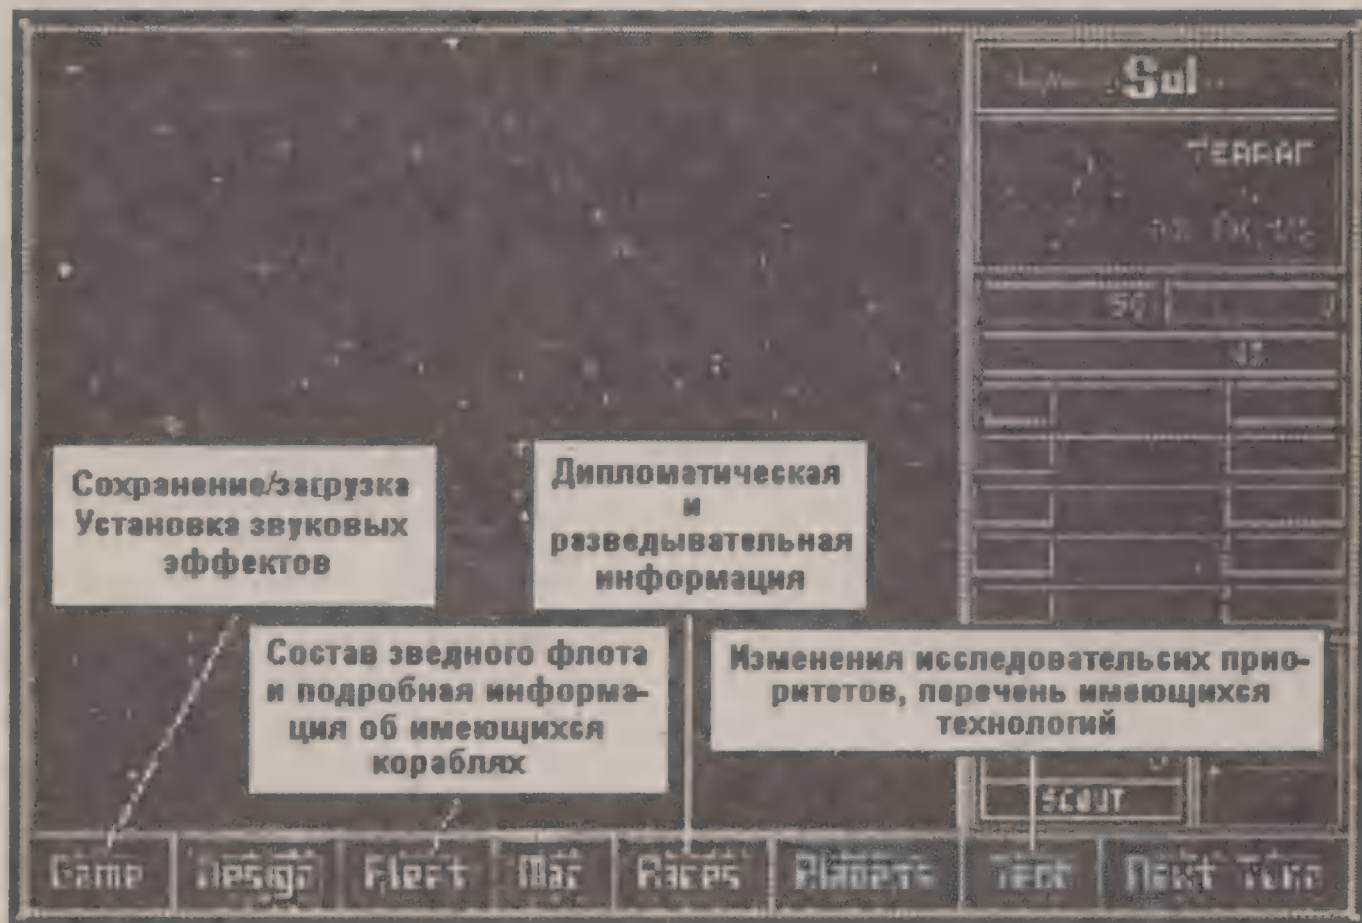 Sol
TERRAN
50
SCOUT
Сохранение/загрузка
Установка звуковых
эффектов
Дипломатическая
и
разведывательная
информация
Состав зведного флота
и подробная информа-
ция об имеющихся
кораблях
Изменения исследовательсих прио-
ритетов, перечень имеющихся
технологий
Game Design Fleet Map Races Planets Tech Next Turn